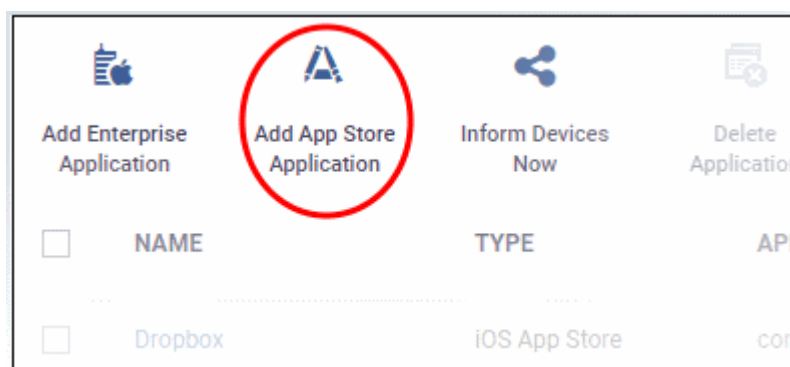 Add Enterprise Application
Add App Store Application
Inform Devices Now
Delete
NAME TYPE
Dropbox iOS App Store